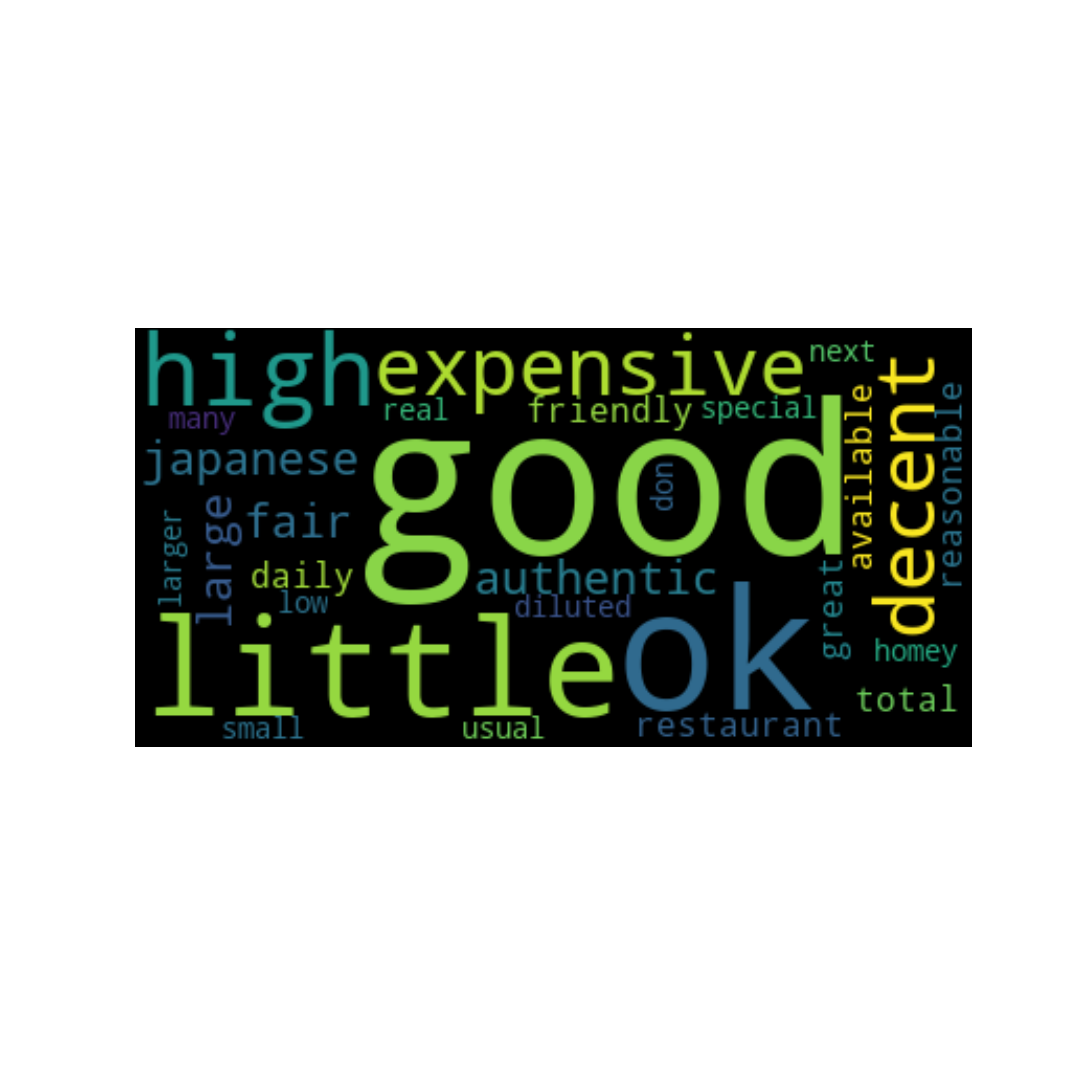 high
expensive
next
many
real
friendly
special
japanese
good
don
available
decent
reasonable
larger
large
fair
daily
low
authentic
diluted
great
little
ok
homey
total
small
usual
restaurant